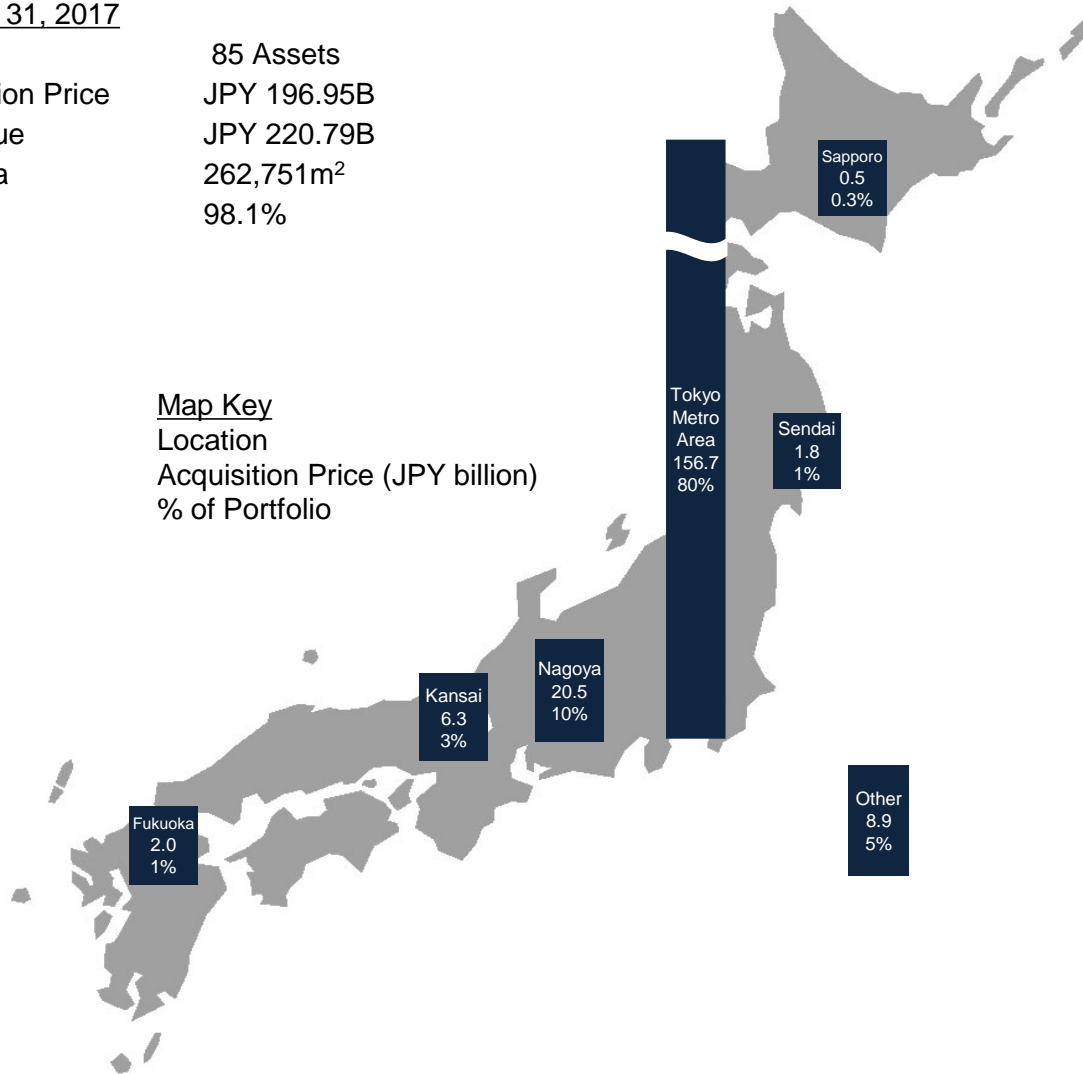 31, 2017
85 Assets
ion Price JPY 196.95B
ue JPY 220.79B
a 262,751m²
98.1%
Map Key
Location
Acquisition Price (JPY billion)
% of Portfolio
Sapporo
0.5
0.3%
Tokyo
Metro
Area
156.7
80%
Sendai
1.8
1%
Nagoya
20.5
10%
Kansai
6.3
3%
Fukuoka
2.0
1%
Other
8.9
5%